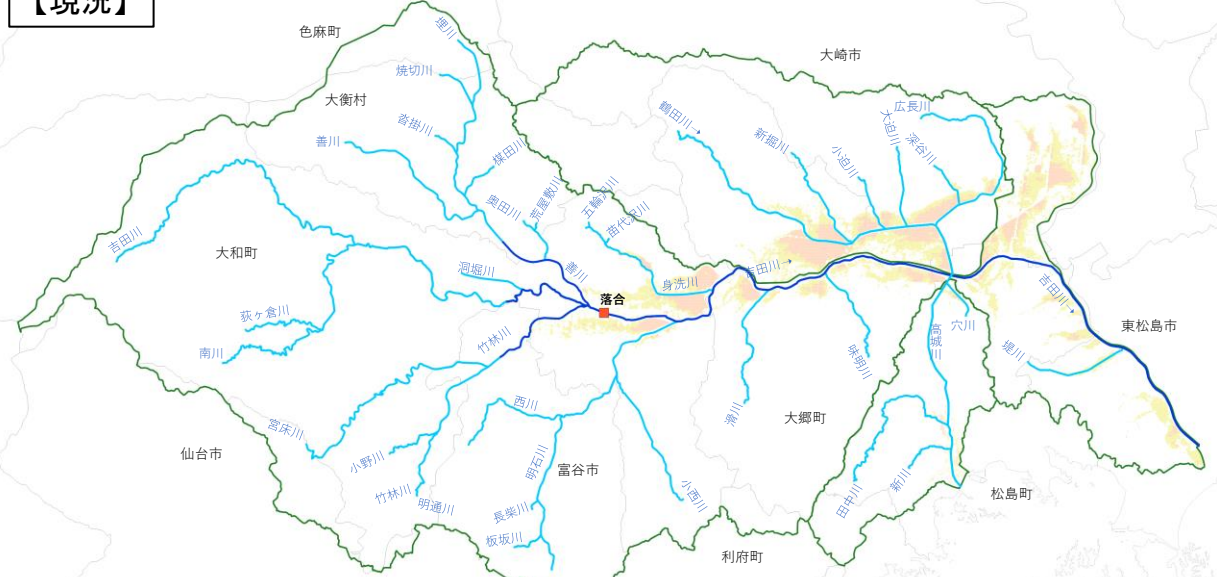 【現況】
色麻町
大崎市
埋川
焼切川
大衡村
沓掛川
善川
楳田川
鶴田川→
新堀川
小迫川
大迫川
広長川
深谷川
奥田川
荒屋敷川
五輪沢川
苗代沢川
吉田川
大和町
洞堀川
善川
身洗川
吉田川→
落合
吉田川→
荻ヶ倉川
南川
竹林川
高城川
穴川
東松島市
堤川
味明川
西川
滑川
大郷町
宮床川
仙台市
小野川
明石川
富谷市
竹林川
明通川
小西川
田中川
新川
松島町
長柴川
板坂川
利府町